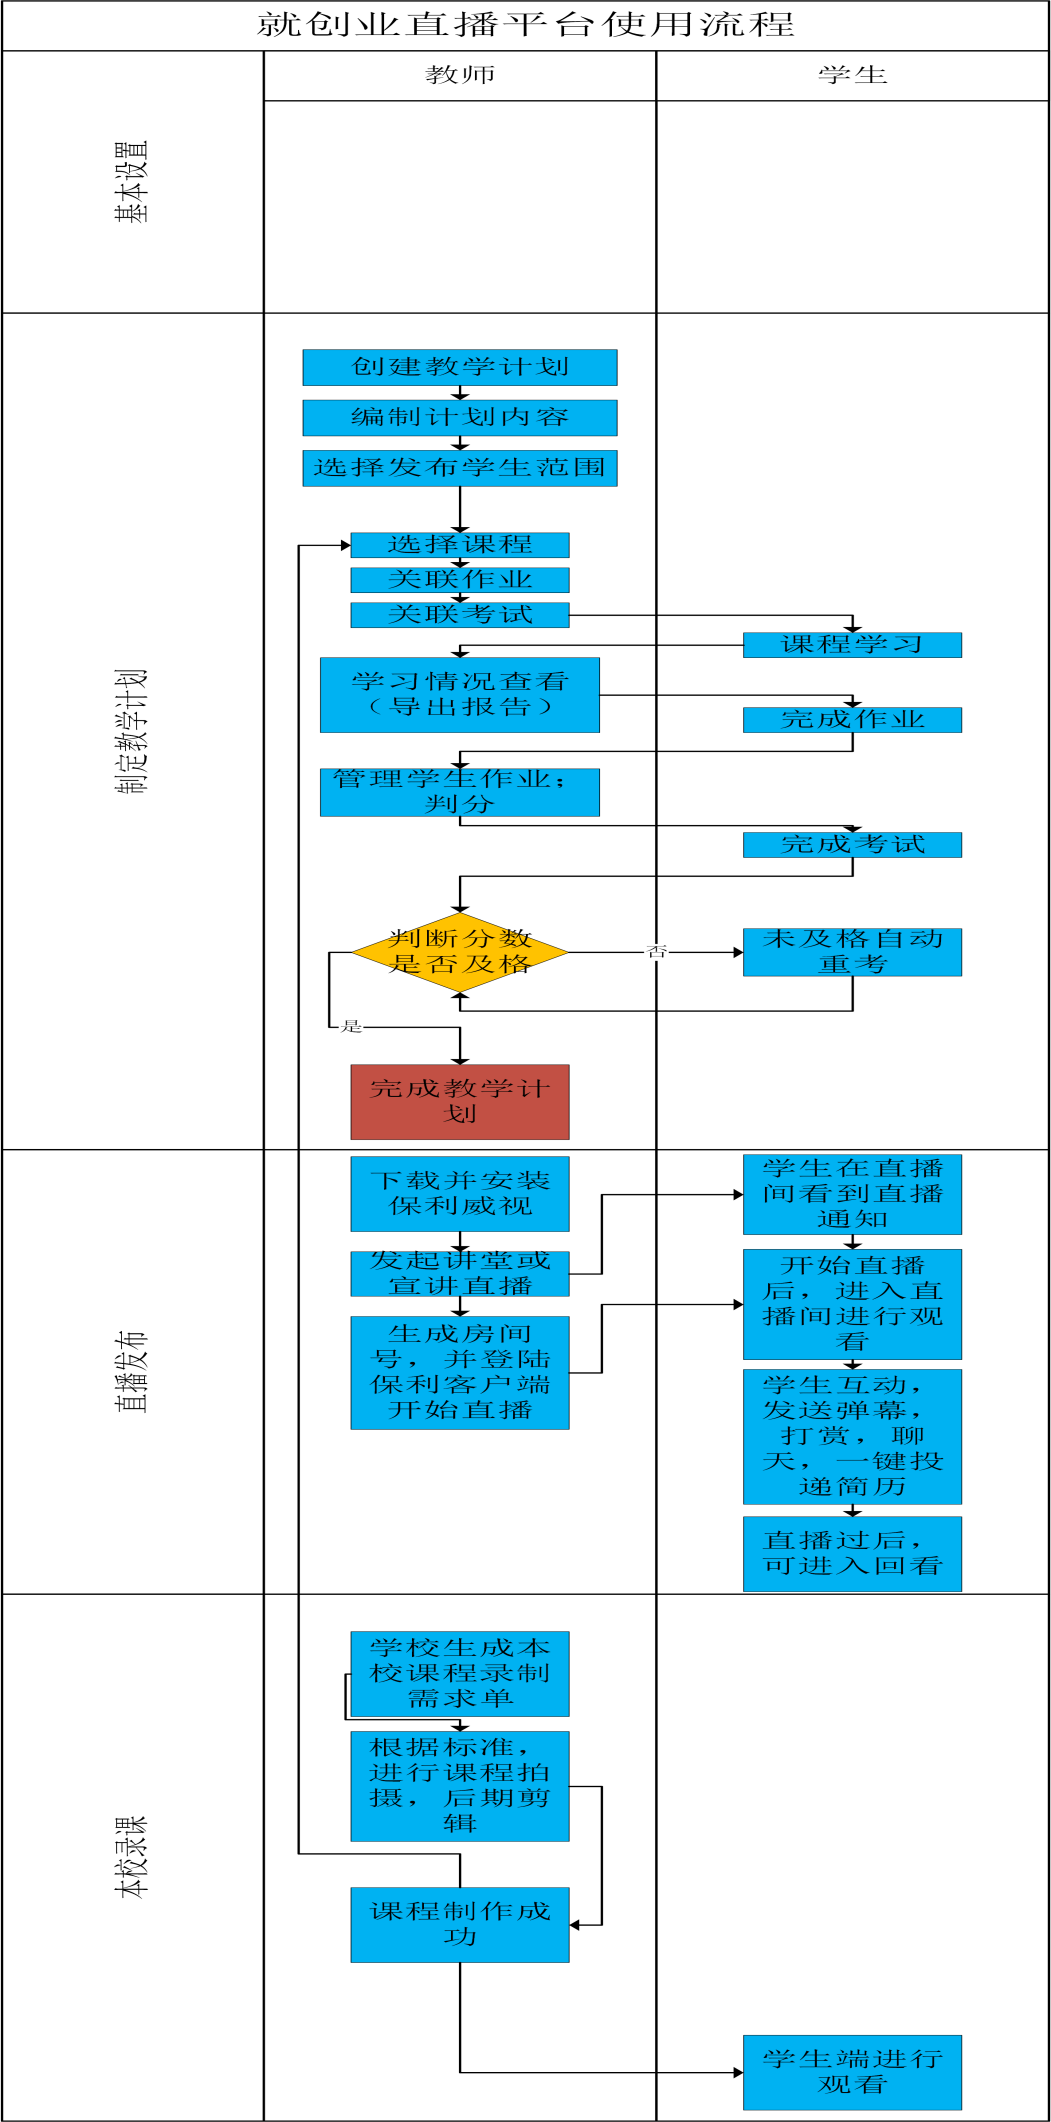 就创业直播平台使用流程
教师
学生
基本设置
制定教学计划
创建教学计划
编制计划内容
选择发布学生范围
选择课程
关联作业
关联考试
课程学习
学习情况查看
（导出报告）
完成作业
管理学生作业；
判分
完成考试
判断分数
是否及格
否
未及格自动
重考
是
完成教学计
划
直播发布
下载并安装
保利威视
学生在直播
间看到直播
通知
发起讲堂或
宣讲直播
开始直播
后，进入直
播间进行观
看
生成房间
号，并登陆
保利客户端
开始直播
学生互动，
发送弹幕，
打赏，聊
天，一键投
递简历
直播过后，
可进入回看
本校录课
学校生成本
校课程录制
需求单
根据标准，
进行课程拍
摄，后期剪
辑
课程制作成
功
学生端进行
观看